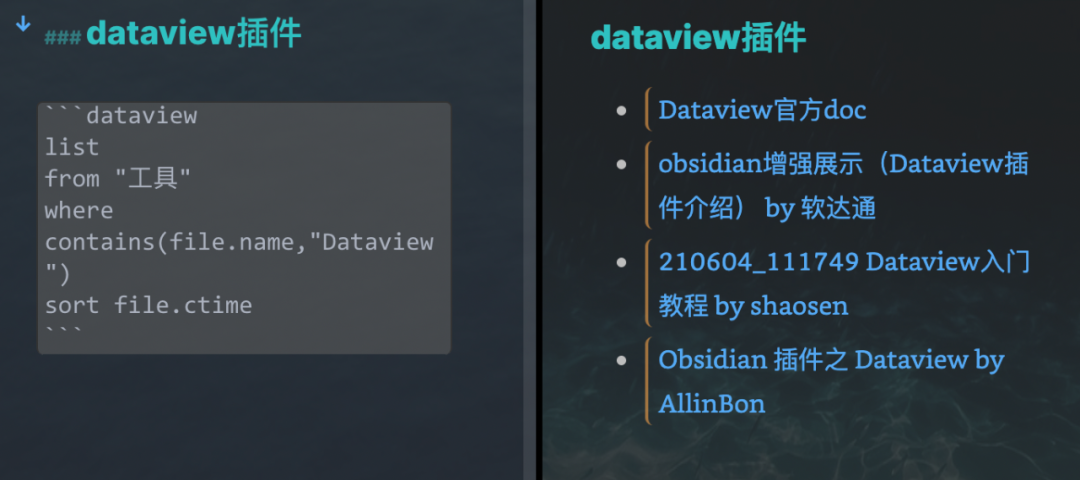 ### dataview插件
```dataview
list
from "工具"
where
contains(file.name,"Dataview
")
sort file.ctime
```
dataview插件
Dataview官方doc
obsidian增强展示（Dataview插
件介绍） by 软达通
210604_111749 Dataview入门
教程 by shaosen
Obsidian 插件之 Dataview by
AllinBon